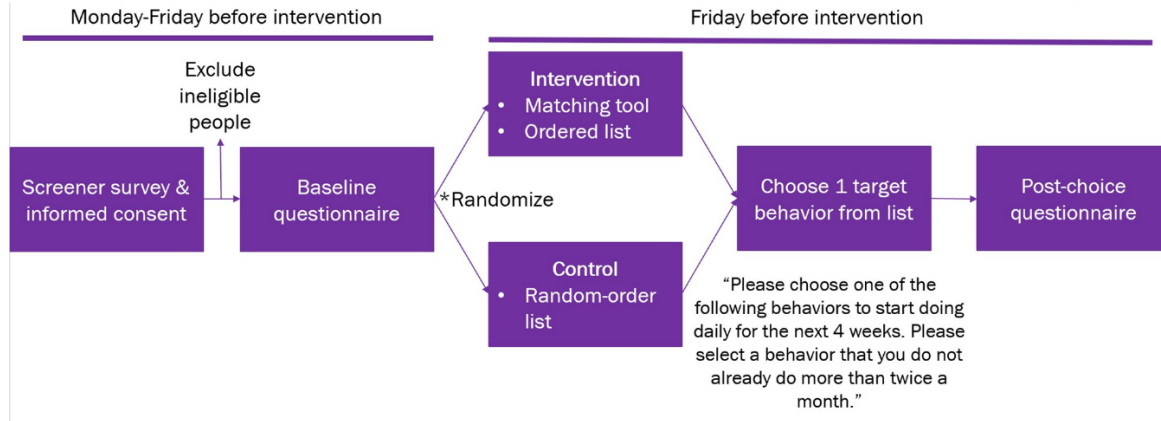 Monday-Friday before intervention
Friday before intervention
Exclude
ineligible
people
Screener survey &
informed consent
Baseline
questionnaire
*Randomize
Intervention
• Matching tool
• Ordered list
Control
• Random-order
list
Choose 1 target
behavior from list
Post-choice
questionnaire
“Please choose one of the
following behaviors to start doing
daily for the next 4 weeks. Please
select a behavior that you do not
already do more than twice a
month.”